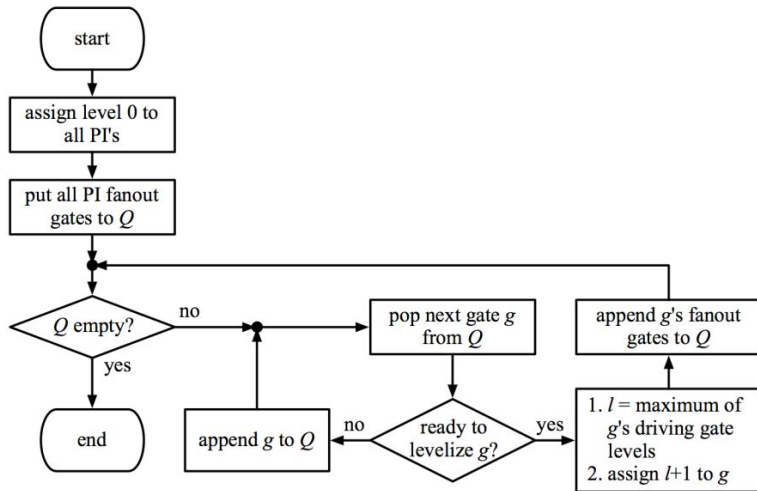 start
assign level 0 to
all PI's
put all PI fanout
gates to Q
Q empty?
no
yes
end
pop next gate g
from Q
ready to
levelize g?
no
append g to Q
yes
1. l = maximum of
g's driving gate
levels
2. assign l+1 to g
append g's fanout
gates to Q